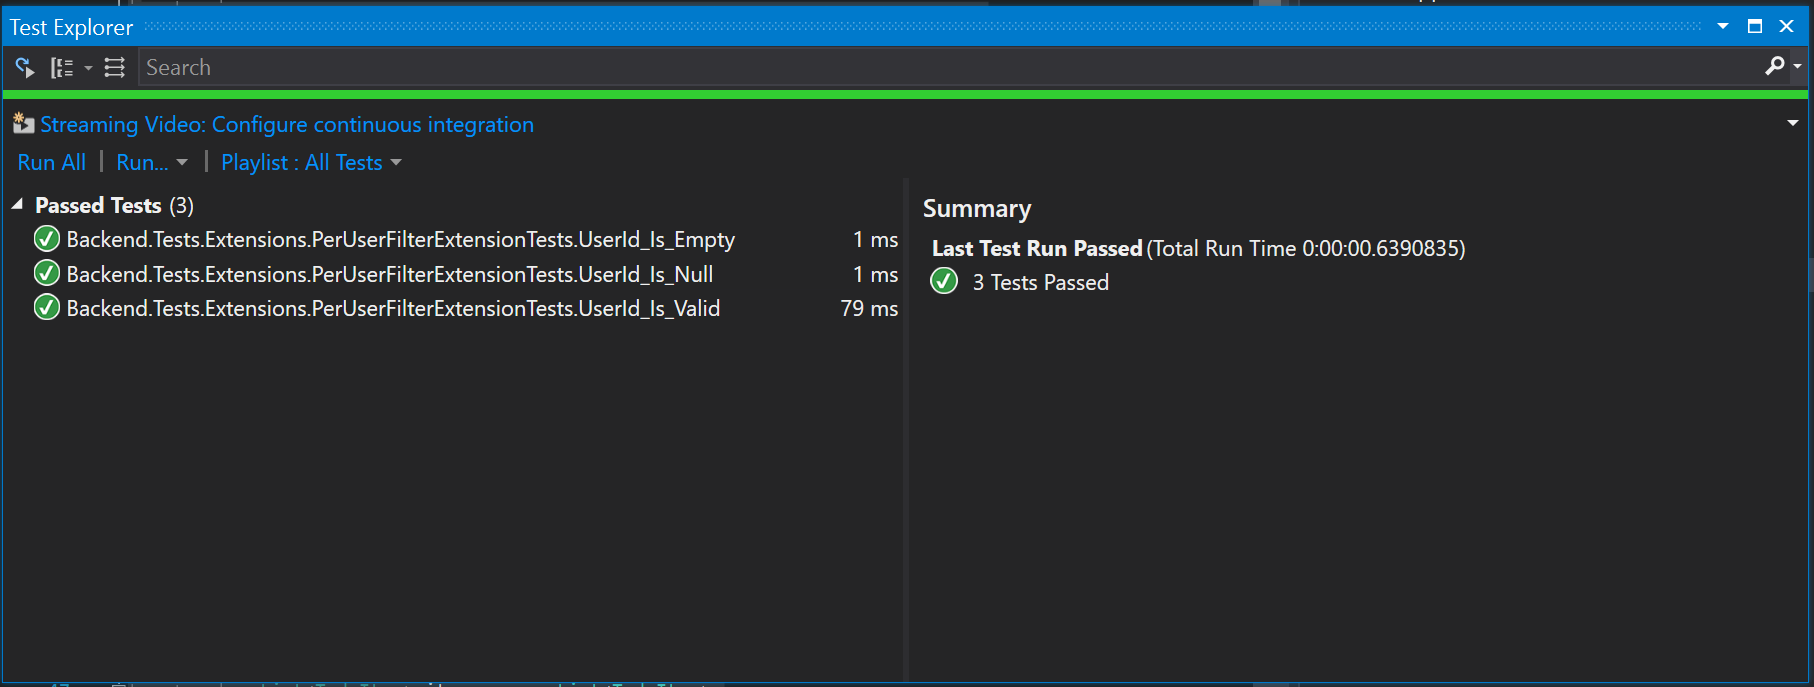 Test Explorer
Search
Streaming Video: Configure continuous integration
Run All | Run... | Playlist : All Tests
Passed Tests (3)
Backend.Tests.Extensions.PerUserFilterExtensionTests.UserId_Is_Empty 1 ms
Backend.Tests.Extensions.PerUserFilterExtensionTests.UserId_Is_Null 1 ms
Backend.Tests.Extensions.PerUserFilterExtensionTests.UserId_Is_Valid 79 ms
Summary
Last Test Run Passed (Total Run Time 0:00:00.6390835)
3 Tests Passed